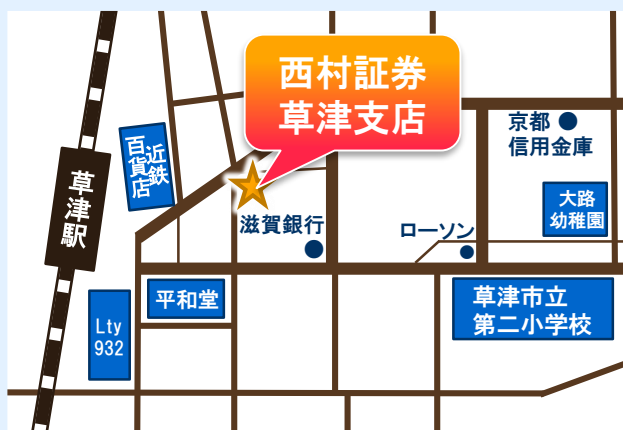 西村証券
草津支店
京都
信用金庫
近鉄
百貨店
草津駅
大路
幼稚園
滋賀銀行
ローソン
平和堂
草津市立
第二小学校
Lty
932